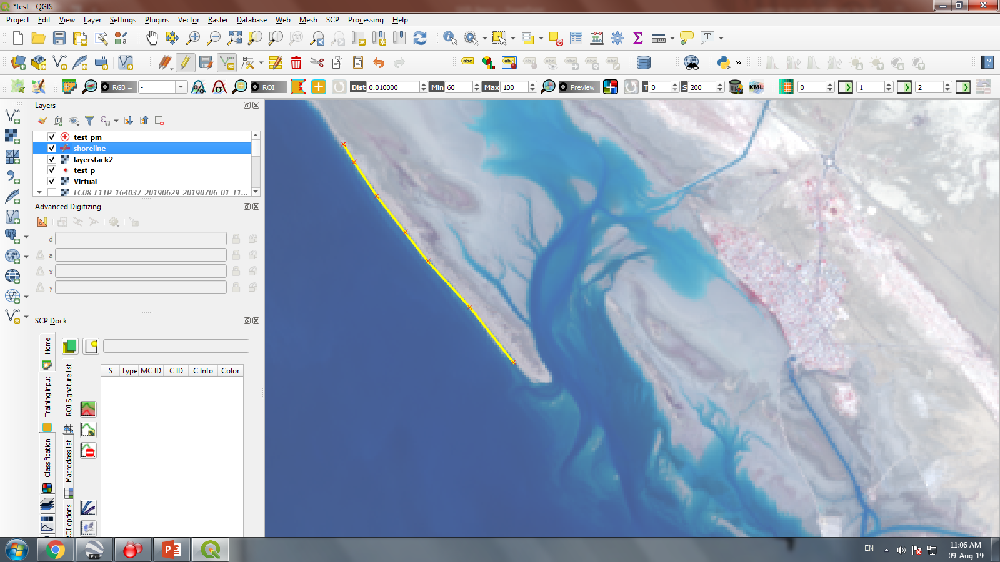 *test - QGIS
Project Edit View Layer Settings Plugins Vector Raster Database Web Mesh SCP Processing Help
abc abc
RGB = - ROI Dist 0.010000 Min 60 Max 100 Preview T 0 S 200 KML 0 1 2
Layers
test_pm
shoreline
layerstack2
test_p
Virtual
LC08_L1TP_164037_20190629_20190706_01_T1...
Advanced Digitizing
d
a
x
y
SCP Dock
Home
Training input
Classification
ROI Signature list
Macroclass list
ROI options
S Type MC ID C ID C Info Color
Pro
EN
11:06 AM
09-Aug-19